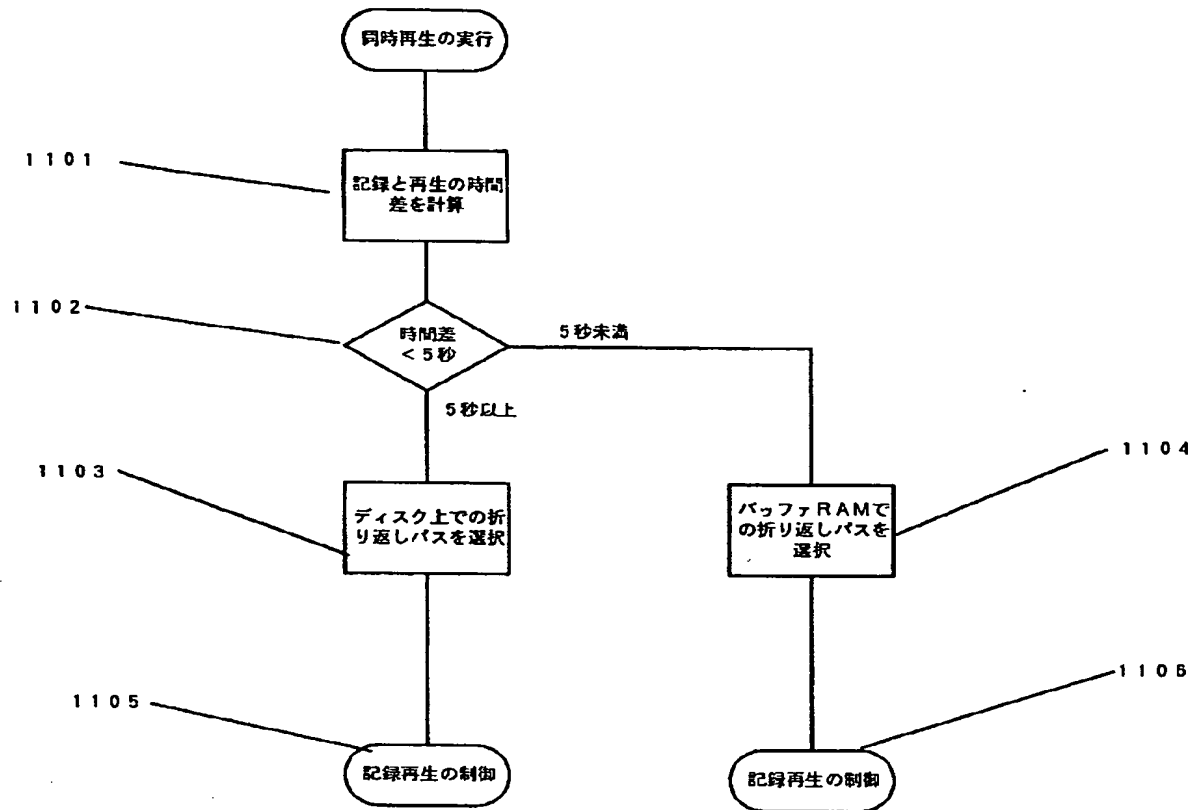 同時再生の実行
1101
記録と再生の時間
差を計算
1102
時間差
<5秒
5秒未満
5秒以上
1103
ディスク上での折
り返しパスを選択
1104
バッファRAMで
の折り返しパスを
選択
1105
記録再生の制御
1106
記録再生の制御